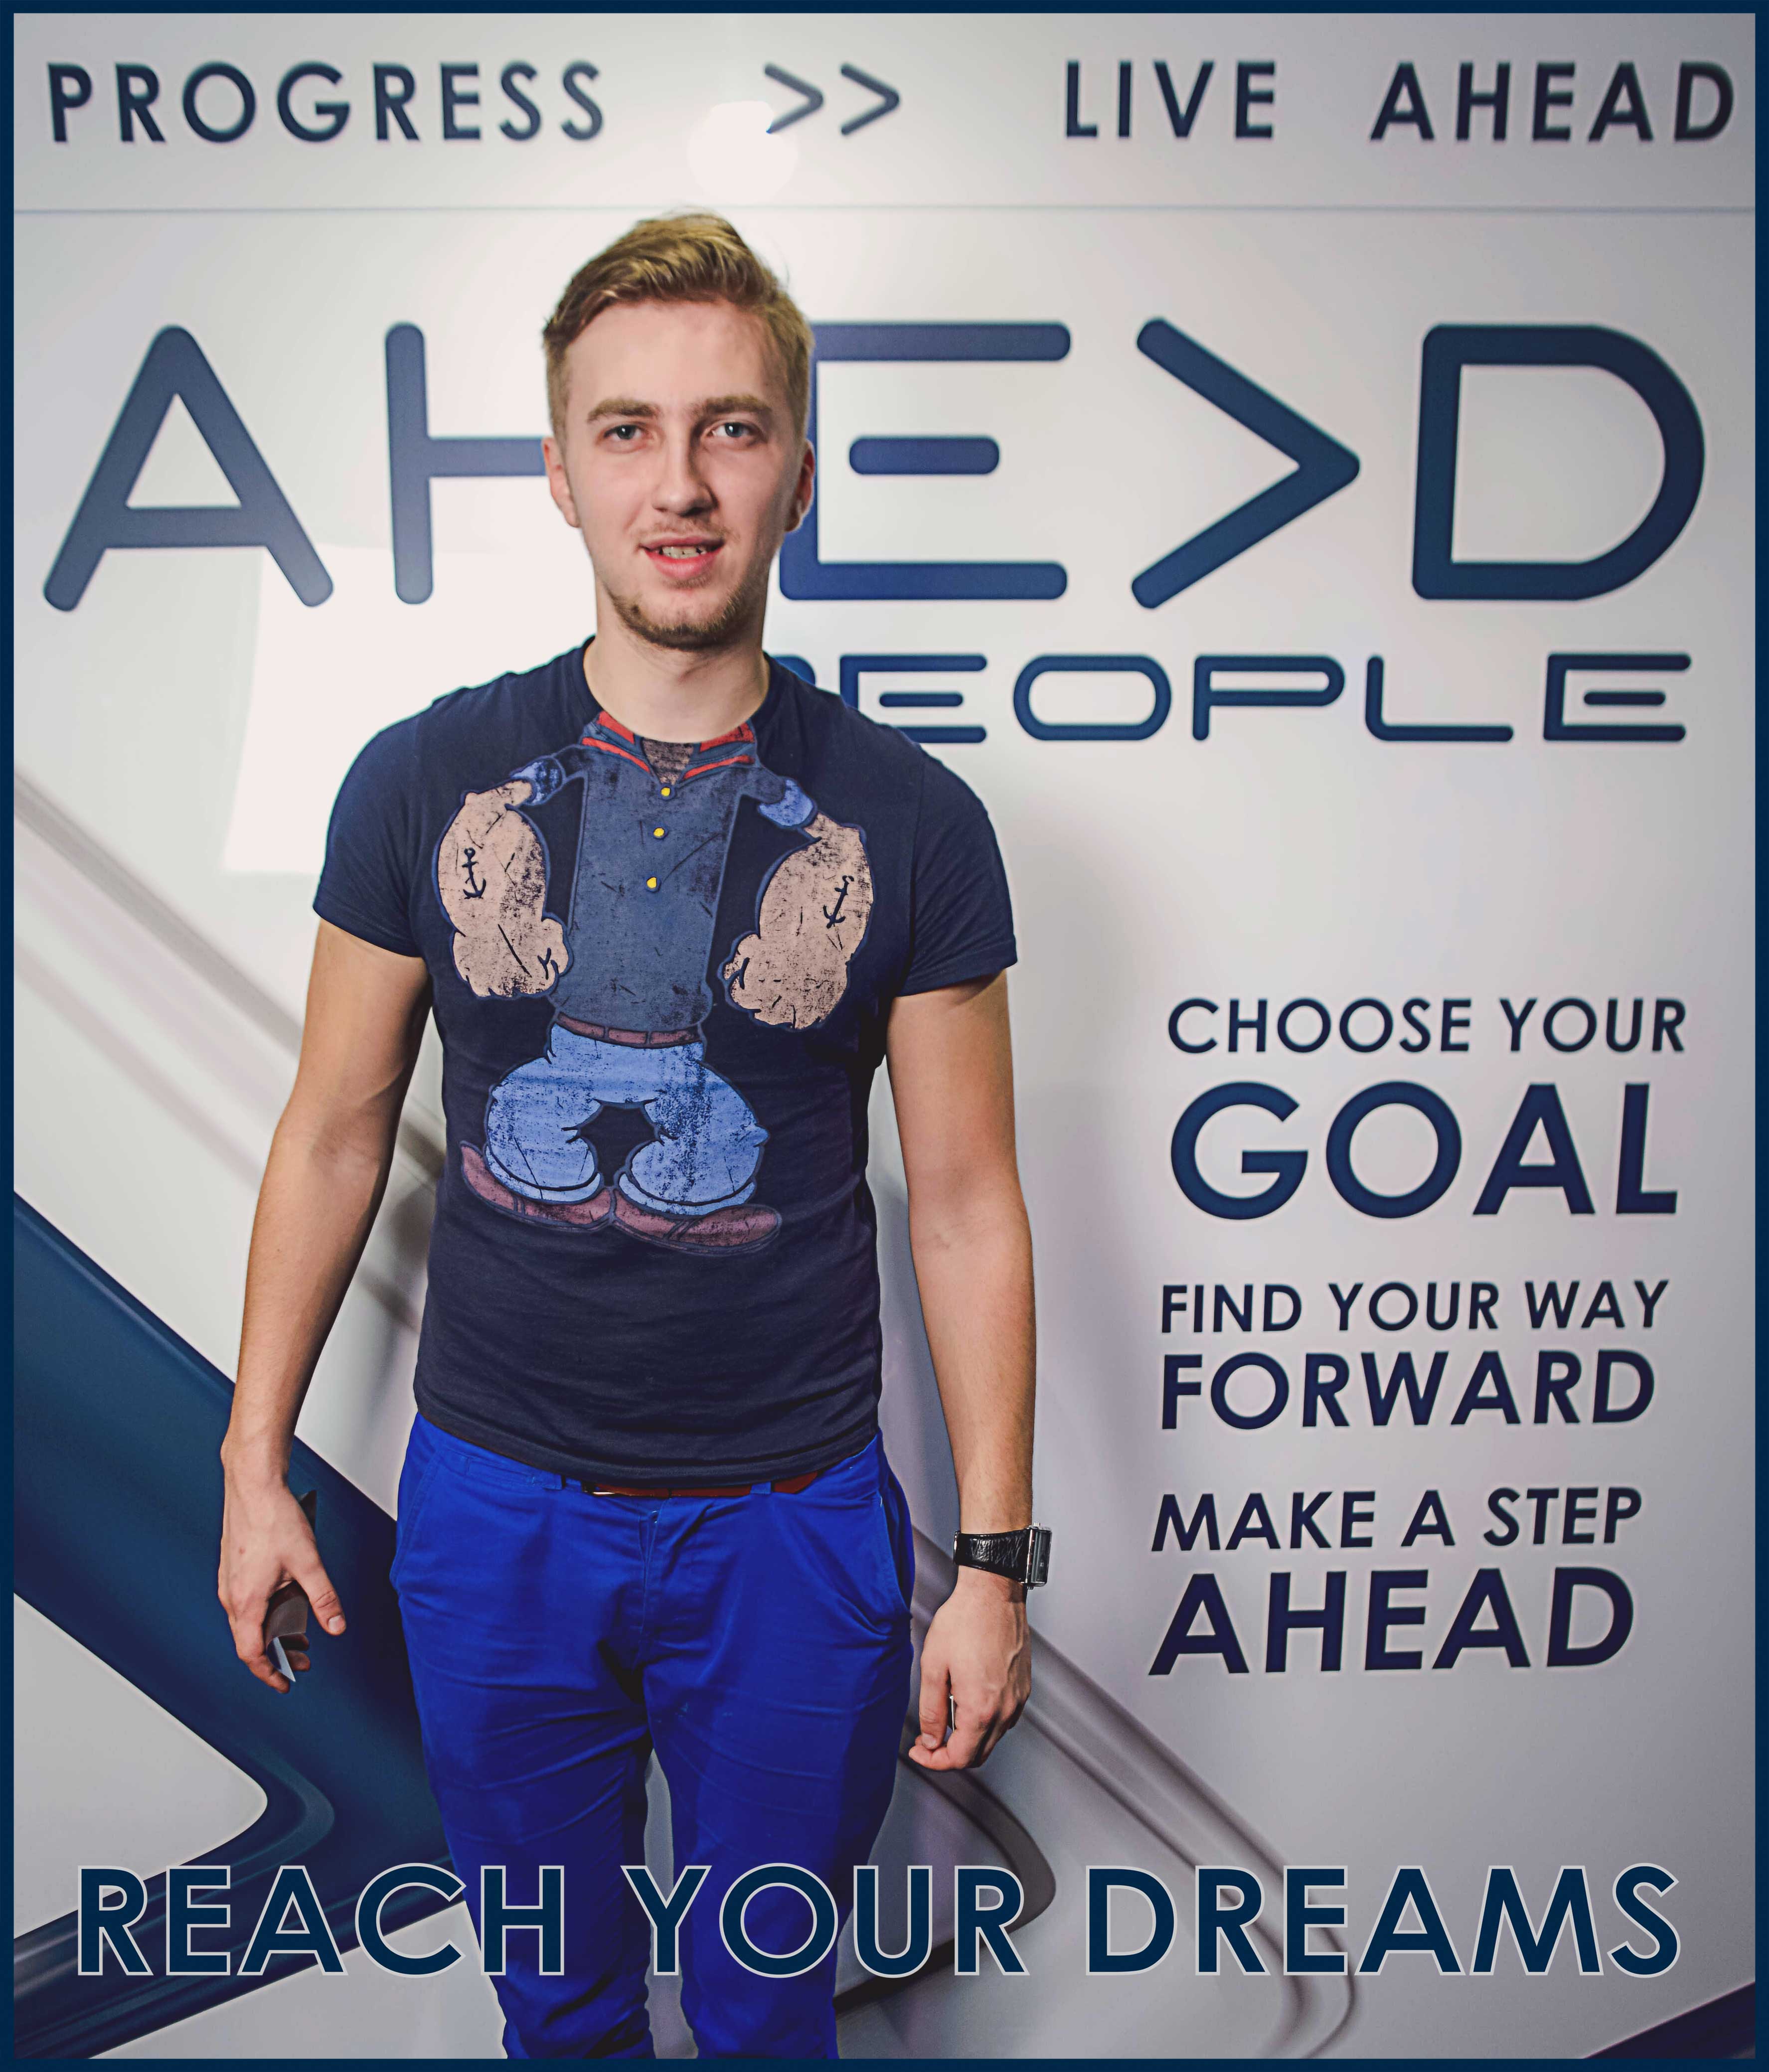 PROGRESS >> LIVE AHEAD
AHE>D
PEOPLE
CHOOSE YOUR
GOAL
FIND YOUR WAY
FORWARD
MAKE A STEP
AHEAD
REACH YOUR DREAMS